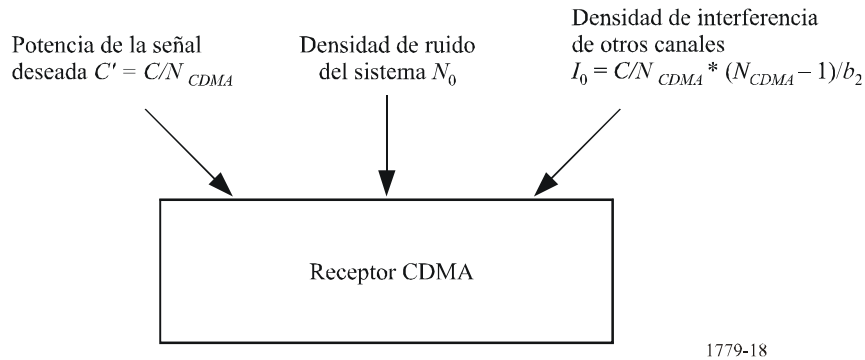 Potencia de la señal
deseada C' = C/N CDMA
Densidad de ruido
del sistema N0
Densidad de interferencia
de otros canales
I0 = C/N CDMA * (NCDMA – 1)/b2
Receptor CDMA
1779-18